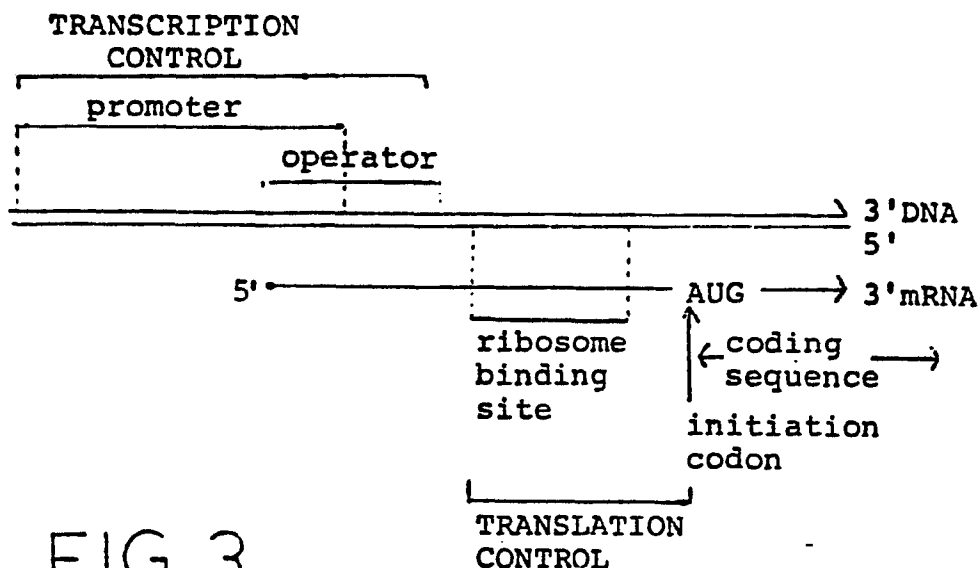 TRANSCRIPTION
CONTROL
promoter
operator
3'DNA
5'
5'
AUG
3'mRNA
ribosome
binding
site
coding
sequence
initiation
codon
TRANSLATION
CONTROL
FIG.3